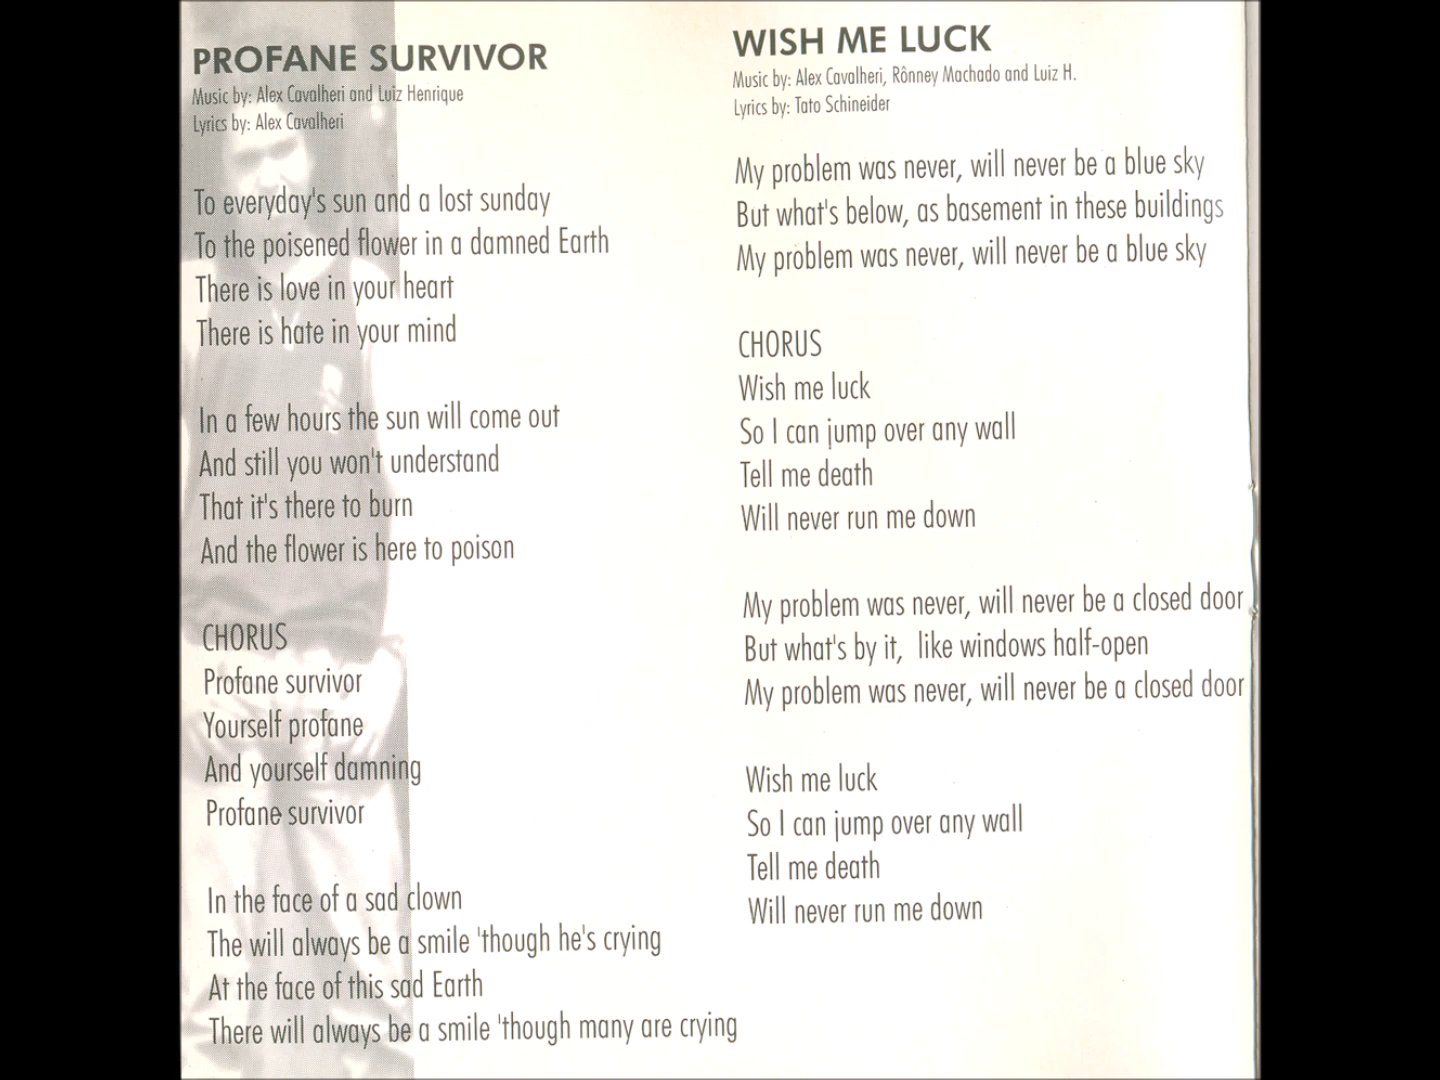 PROFANE SURVIVOR
Music by: Alex Cavalheri and Luiz Henrique
Lyrics by: Alex Cavalheri
To everyday's sun and a lost sunday
To the poisened flower in a damned Earth
There is love in your heart
There is hate in your mind
In a few hours the sun will come out
And still you won't understand
That it's there to burn
And the flower is here to poison
CHORUS
Profane survivor
Yourself profane
And yourself damning
Profane survivor
In the face of a sad clown
The will always be a smile 'though he's crying
At the face of this sad Earth
There will always be a smile 'though many are crying
WISH ME LUCK
Music by: Alex Cavalheri, Rônney Machado and Luiz H.
Lyrics by: Tato Schineider
My problem was never, will never be a blue sky
But what's below, as basement in these buildings
My problem was never, will never be a blue sky
CHORUS
Wish me luck
So I can jump over any wall
Tell me death
Will never run me down
My problem was never, will never be a closed door
But what's by it, like windows half-open
My problem was never, will never be a closed door
Wish me luck
So I can jump over any wall
Tell me death
Will never run me down